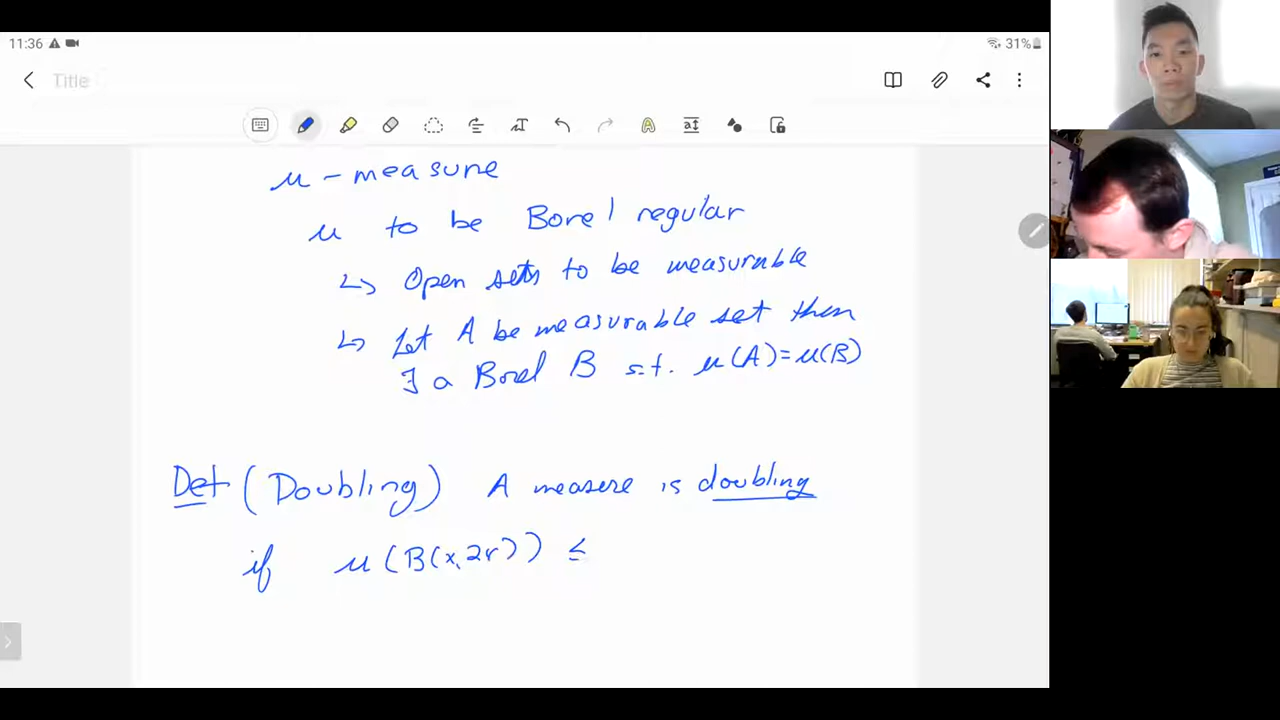 11:36
31%
Title
μ - measure
μ to be Borel regular
↳ Open sets to be measurable
↳ Let A be measurable set then
∃ a Borel B s.t. μ(A)=μ(B)
Def (Doubling) A measere is doubling
if μ(B(x,2r)) ≤